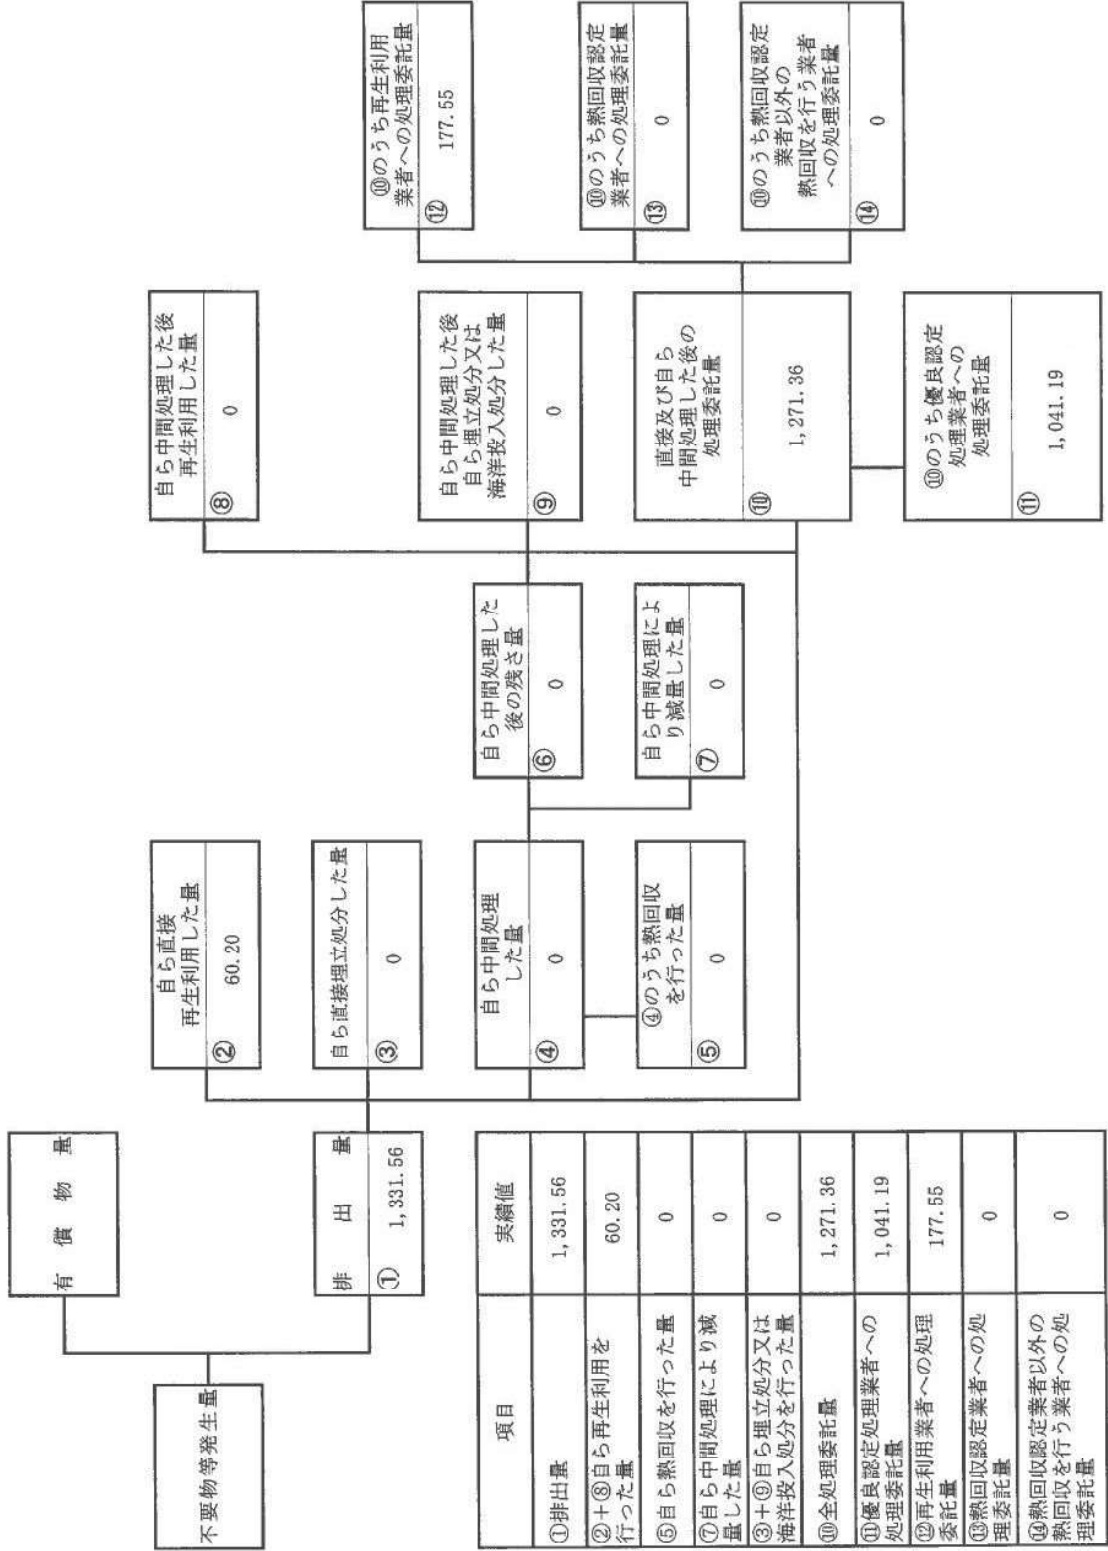 不要物等発生量
有償物量
排出量
① 1,331.56
自ら直接
再生利用した量
② 60.20
自ら直接埋立処分した量
③ 0
自ら中間処理
した量
④ 0
④のうち熱回収
を行った量
⑤ 0
自ら中間処理した
後の残さ量
⑥ 0
自ら中間処理によ
り減量した量
⑦ 0
自ら中間処理した後
再生利用した量
⑧ 0
自ら中間処理した後
自ら埋立処分又は
海洋投入処分した量
⑨ 0
直接及び自ら
中間処理した後の
処理委託量
⑩ 1,271.36
⑩のうち優良認定
処理業者への
処理委託量
⑪ 1,041.19
⑩のうち再生利用
業者への処理委託量
⑫ 177.55
⑩のうち熱回収認定
業者への処理委託量
⑬ 0
⑩のうち熱回収認定
業者以外の
熱回収を行う業者
への処理委託量
⑭ 0
項目 実績値
①排出量 1,331.56
②+⑧自ら再生利用を
行った量 60.20
⑤自ら熱回収を行った量 0
⑦自ら中間処理により減
量した量 0
③+⑨自ら埋立処分又は
海洋投入処分を行った量 0
⑩全処理委託量 1,271.36
⑪優良認定処理業者への
処理委託量 1,041.19
⑫再生利用業者への処理
委託量 177.55
⑬熱回収認定業者への処
理委託量 0
⑭熱回収認定業者以外の
熱回収を行う業者への処
理委託量 0